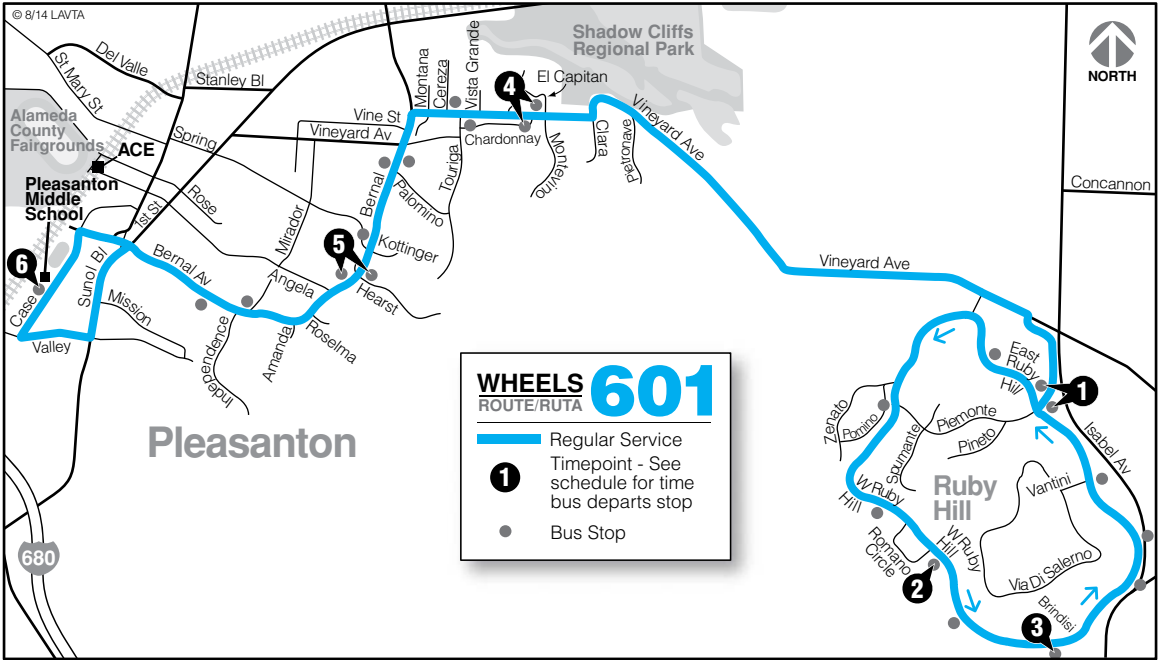 © 8/14 LAVTA
Del Valle
St Mary St
Stanley Bl
Alameda
County
Fairgrounds
Spring
ACE
Pleasanton
Middle
School
Rose
1st St
6
Case
Sunol Bl
Valley
Mission
Bernal Av
Independence
Mirador
Angela
Amanda
Roselma
5
Hearst
Kottinger
Bernal
Palomino
Vine St
Vineyard Av
Montana
Cereza
Vista Grande
Touriga
Chardonnay
4
El Capitan
Montevino
Shadow Cliffs
Regional Park
Clara
Pietronave
Vineyard Ave
Vineyard Ave
NORTH
Concannon
Pleasanton
680
WHEELS
ROUTE/RUTA
601
Regular Service
1
Timepoint - See
schedule for time
bus departs stop
Bus Stop
East
Ruby
Hill
1
Isabel Av
Zenato
Pomino
Spumante
Piemonte
Pineto
Ruby
Hill
Vantini
W Ruby
Hill
Romano
Circle
W Ruby
Hill
2
Via Di Salerno
Brindisi
3